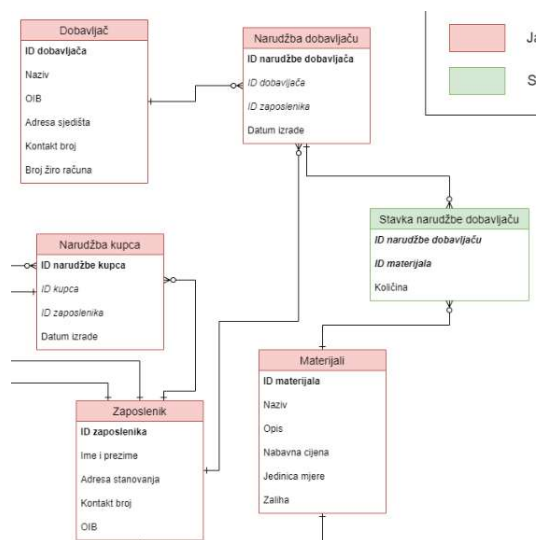 Dobavljač
ID dobavljača
Naziv
OIB
Adresa sjedišta
Kontakt broj
Broj žiro računa
Narudžba dobavljaču
ID narudžbe dobavljača
ID dobavljača
ID zaposlenika
Datum izrade
Ja
S
Stavka narudžbe dobavljaču
ID narudžbe dobavljaču
ID materijala
Količina
Narudžba kupca
ID narudžbe kupca
ID kupca
ID zaposlenika
Datum izrade
Zaposlenik
ID zaposlenika
Ime i prezime
Adresa stanovanja
Kontakt broj
OIB
Materijali
ID materijala
Naziv
Opis
Nabavna cijena
Jedinica mjere
Zaliha